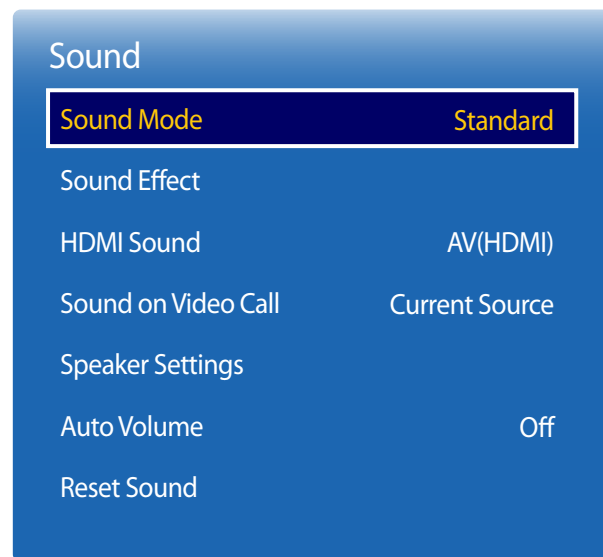 Sound
Sound Mode Standard
Sound Effect
HDMI Sound AV(HDMI)
Sound on Video Call Current Source
Speaker Settings
Auto Volume Off
Reset Sound